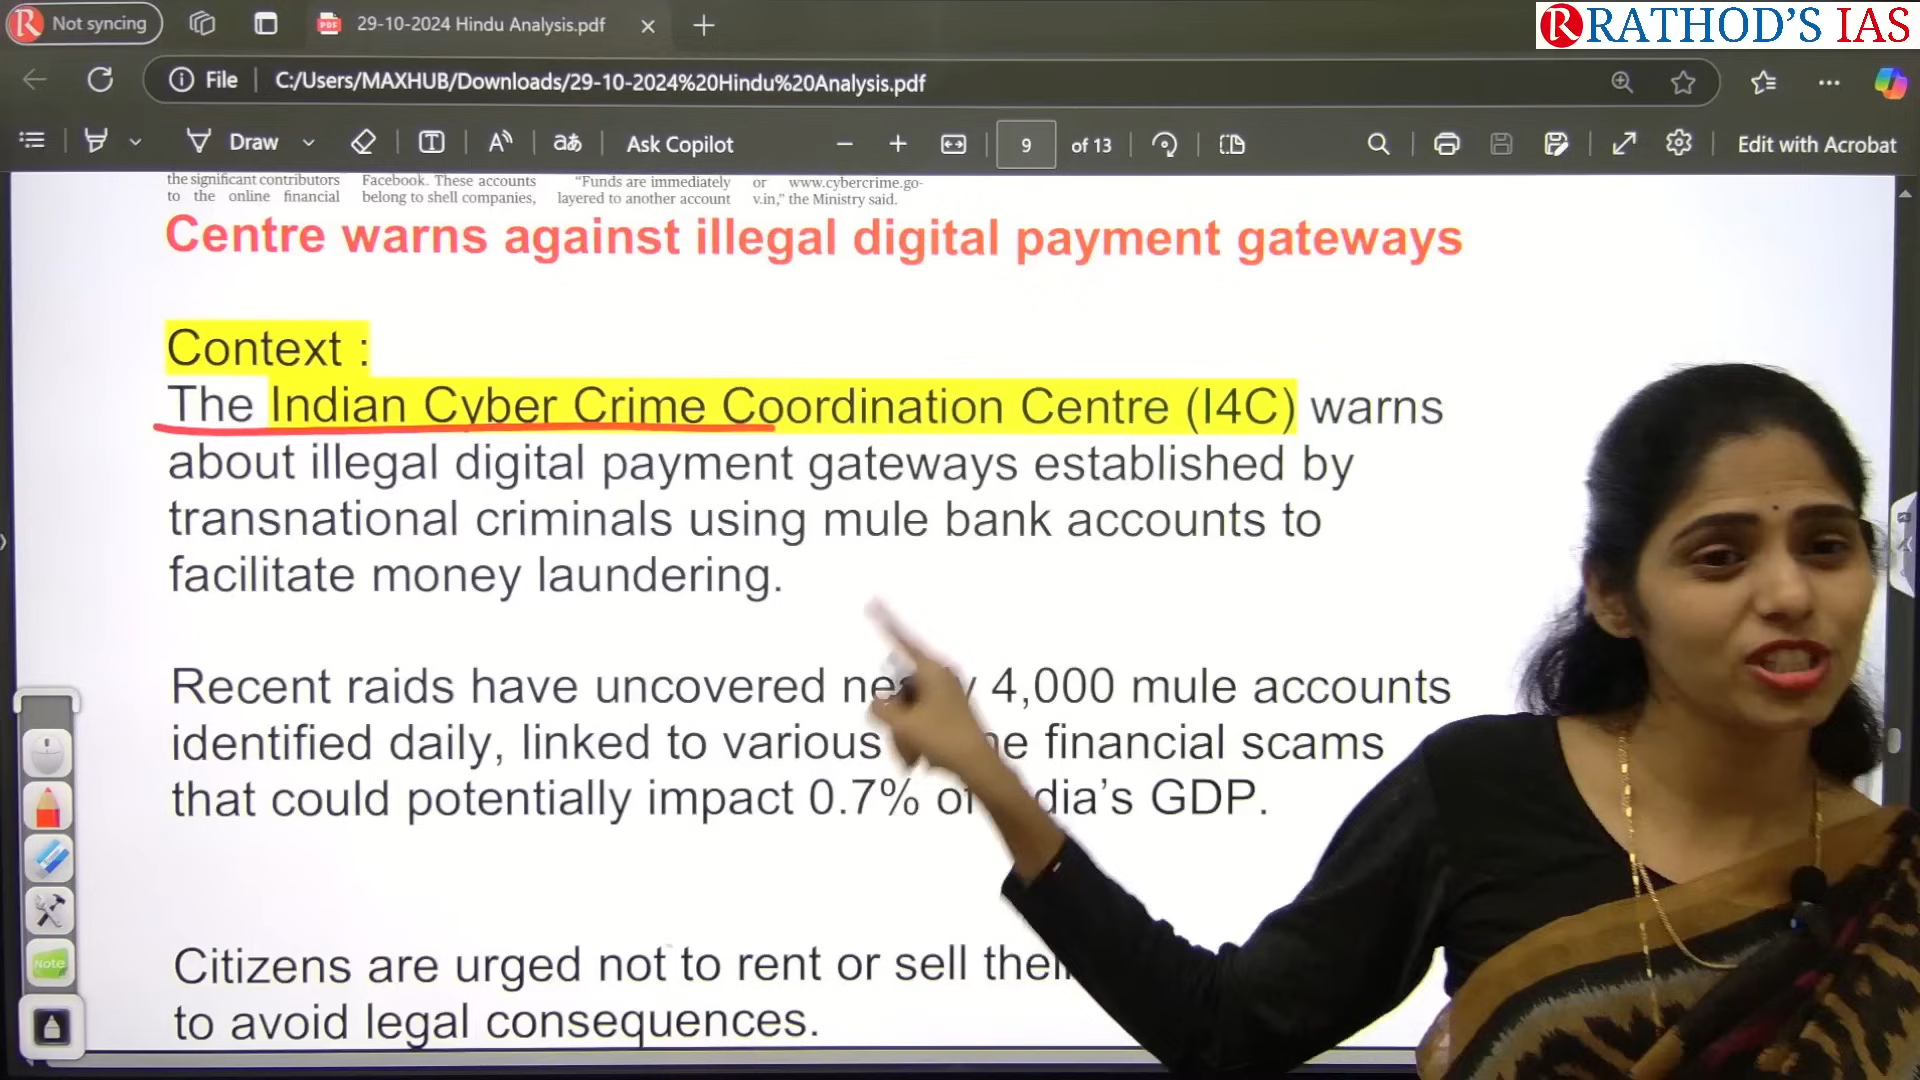 Not syncing
29-10-2024 Hindu Analysis.pdf
RATHOD'S IAS
File
C:/Users/MAXHUB/Downloads/29-10-2024%20Hindu%20Analysis.pdf
Draw
Ask Copilot
9 of 13
Edit with Acrobat
the significant contributors
to the online financial
Facebook. These accounts
belong to shell companies,
"Funds are immediately
layered to another account
or www.cybercrime.go-
v.in," the Ministry said.
Centre warns against illegal digital payment gateways
Context :
The Indian Cyber Crime Coordination Centre (I4C) warns
about illegal digital payment gateways established by
transnational criminals using mule bank accounts to
facilitate money laundering.
Recent raids have uncovered 4,000 mule accounts
identified daily, linked to various financial scams
that could potentially impact 0.7% GDP.
Citizens are urged not to rent or sell
to avoid legal consequences.
Note